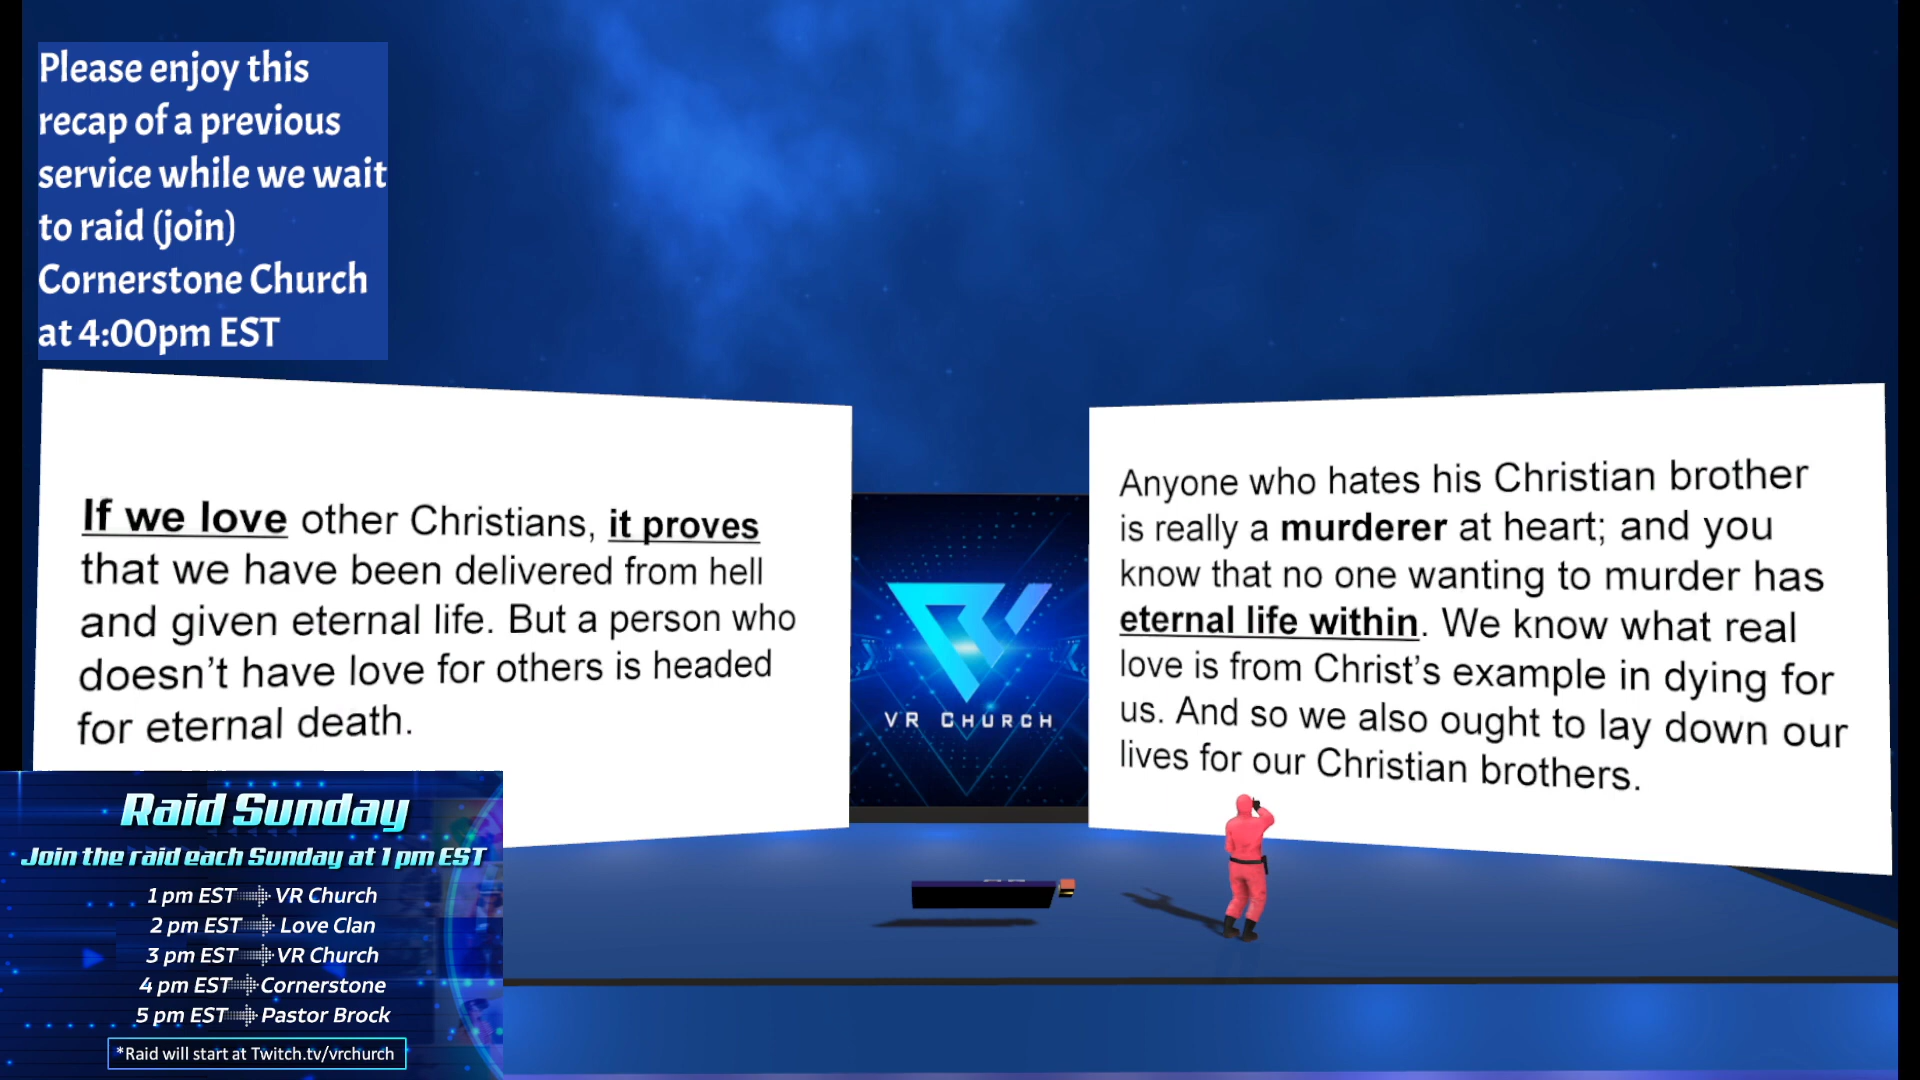 Please enjoy this
recap of a previous
service while we wait
to raid (join)
Cornerstone Church
at 4:00pm EST
If we love other Christians, it proves
that we have been delivered from hell
and given eternal life. But a person who
doesn't have love for others is headed
for eternal death.
VR CHURCH
Anyone who hates his Christian brother
is really a murderer at heart; and you
know that no one wanting to murder has
eternal life within. We know what real
love is from Christ's example in dying for
us. And so we also ought to lay down our
lives for our Christian brothers.
Raid Sunday
Join the raid each Sunday at 1 pm EST
1 pm EST VR Church
2 pm EST Love Clan
3 pm EST VR Church
4 pm EST Cornerstone
5 pm EST Pastor Brock
*Raid will start at Twitch.tv/vrchurch